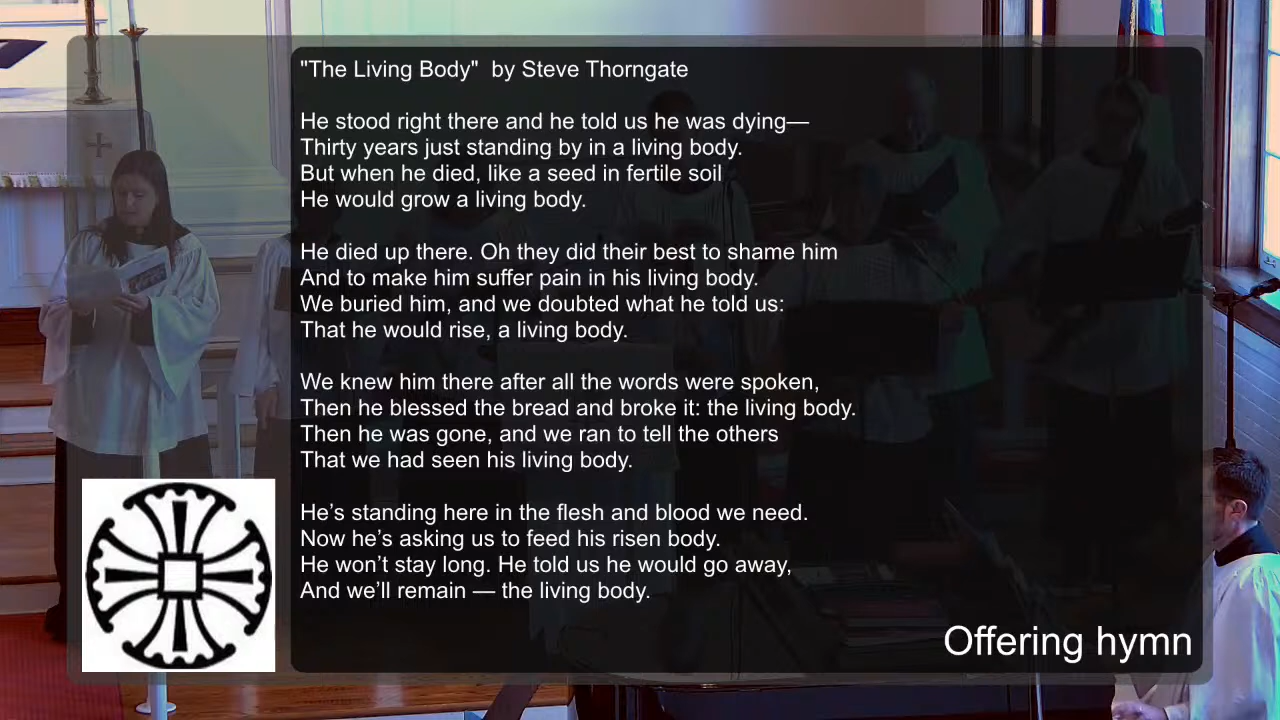 "The Living Body"  by Steve Thorngate
He stood right there and he told us he was dying—
Thirty years just standing by in a living body.
But when he died, like a seed in fertile soil
He would grow a living body.
He died up there. Oh they did their best to shame him
And to make him suffer pain in his living body.
We buried him, and we doubted what he told us:
That he would rise, a living body.
We knew him there after all the words were spoken,
Then he blessed the bread and broke it: the living body.
Then he was gone, and we ran to tell the others
That we had seen his living body.
He’s standing here in the flesh and blood we need.
Now he’s asking us to feed his risen body.
He won’t stay long. He told us he would go away,
And we’ll remain — the living body.
Offering hymn